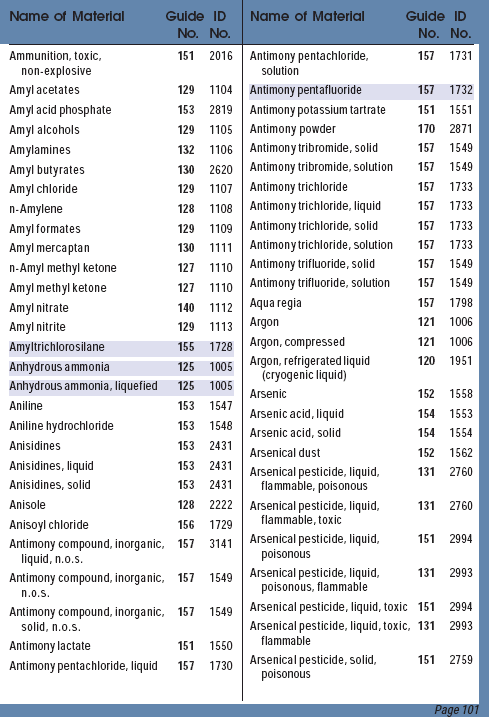 Name of Material Guide ID
No. No.
Ammunition, toxic, 151 2016
non-explosive
Amyl acetates 129 1104
Amyl acid phosphate 153 2819
Amyl alcohols 129 1105
Amylamines 132 1106
Amyl butyrates 130 2620
Amyl chloride 129 1107
n-Amylene 128 1108
Amyl formates 129 1109
Amyl mercaptan 130 1111
n-Amyl methyl ketone 127 1110
Amyl methyl ketone 127 1110
Amyl nitrate 140 1112
Amyl nitrite 129 1113
Amyltrichlorosilane 155 1728
Anhydrous ammonia 125 1005
Anhydrous ammonia, liquefied 125 1005
Aniline 153 1547
Aniline hydrochloride 153 1548
Anisidines 153 2431
Anisidines, liquid 153 2431
Anisidines, solid 153 2431
Anisole 128 2222
Anisoyl chloride 156 1729
Antimony compound, inorganic, 157 3141
liquid, n.o.s.
Antimony compound, inorganic, 157 1549
n.o.s.
Antimony compound, inorganic, 157 1549
solid, n.o.s.
Antimony lactate 151 1550
Antimony pentachloride, liquid 157 1730
Name of Material Guide ID
No. No.
Antimony pentachloride, 157 1731
solution
Antimony pentafluoride 157 1732
Antimony potassium tartrate 151 1551
Antimony powder 170 2871
Antimony tribromide, solid 157 1549
Antimony tribromide, solution 157 1549
Antimony trichloride 157 1733
Antimony trichloride, liquid 157 1733
Antimony trichloride, solid 157 1733
Antimony trichloride, solution 157 1733
Antimony trifluoride, solid 157 1549
Antimony trifluoride, solution 157 1549
Aqua regia 157 1798
Argon 121 1006
Argon, compressed 121 1006
Argon, refrigerated liquid 120 1951
(cryogenic liquid)
Arsenic 152 1558
Arsenic acid, liquid 154 1553
Arsenic acid, solid 154 1554
Arsenical dust 152 1562
Arsenical pesticide, liquid, 131 2760
flammable, poisonous
Arsenical pesticide, liquid, 131 2760
flammable, toxic
Arsenical pesticide, liquid, 151 2994
poisonous
Arsenical pesticide, liquid, 131 2993
poisonous, flammable
Arsenical pesticide, liquid, toxic 151 2994
Arsenical pesticide, liquid, toxic, 131 2993
flammable
Arsenical pesticide, solid, 151 2759
poisonous
Page 101